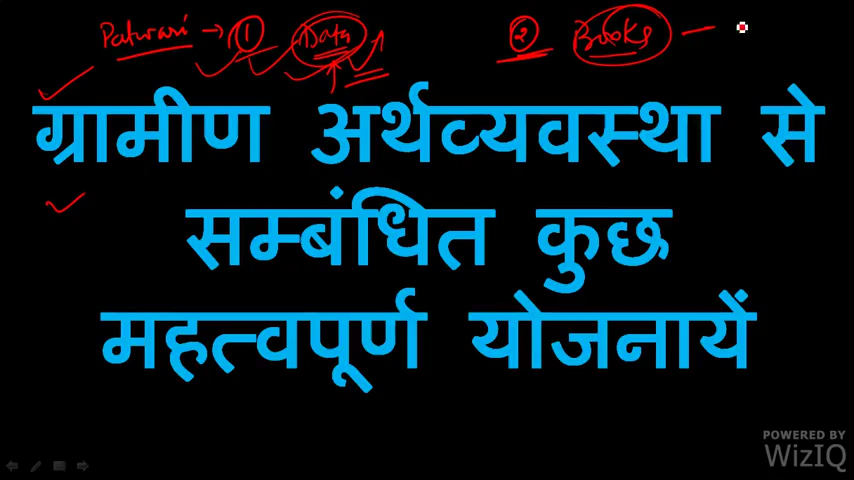 Patwari → ① Data ② Books —
ग्रामीण अर्थव्यवस्था से
सम्बंधित कुछ
महत्वपूर्ण योजनायें
POWERED BY
WizIQ